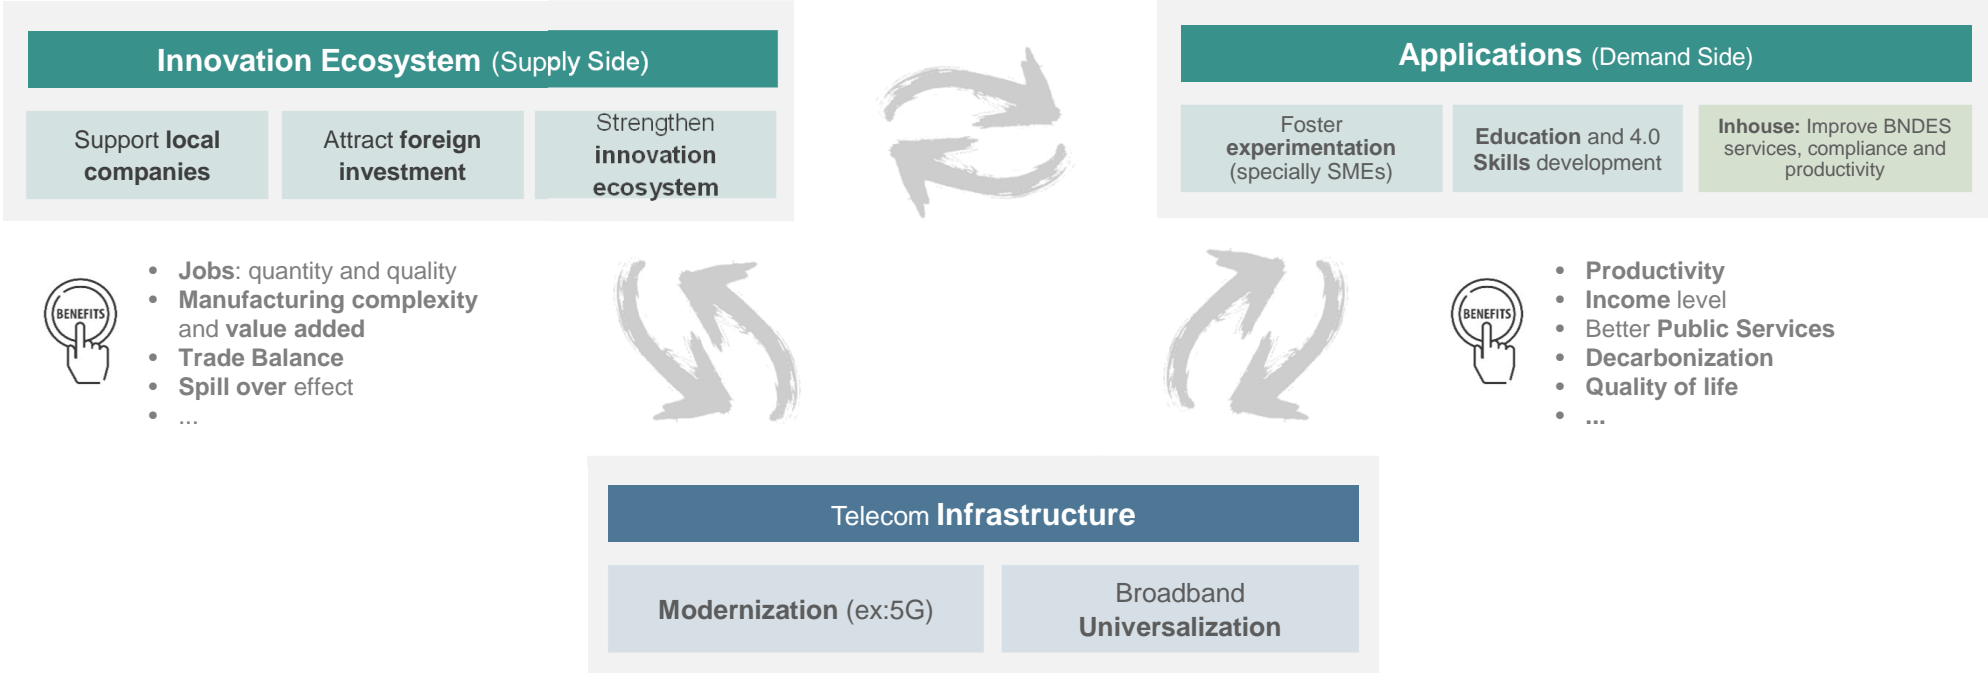 Innovation Ecosystem (Supply Side)
Support local
companies
Attract foreign
investment
Strengthen
innovation
ecosystem
Applications (Demand Side)
Foster
experimentation
(specially SMEs)
Education and 4.0
Skills development
Inhouse: Improve BNDES
services, compliance and
productivity
BENEFITS
• Jobs: quantity and quality
• Manufacturing complexity
and value added
• Trade Balance
• Spill over effect
• ...
BENEFITS
• Productivity
• Income level
• Better Public Services
• Decarbonization
• Quality of life
• ...
Telecom Infrastructure
Modernization (ex:5G)
Broadband
Universalization